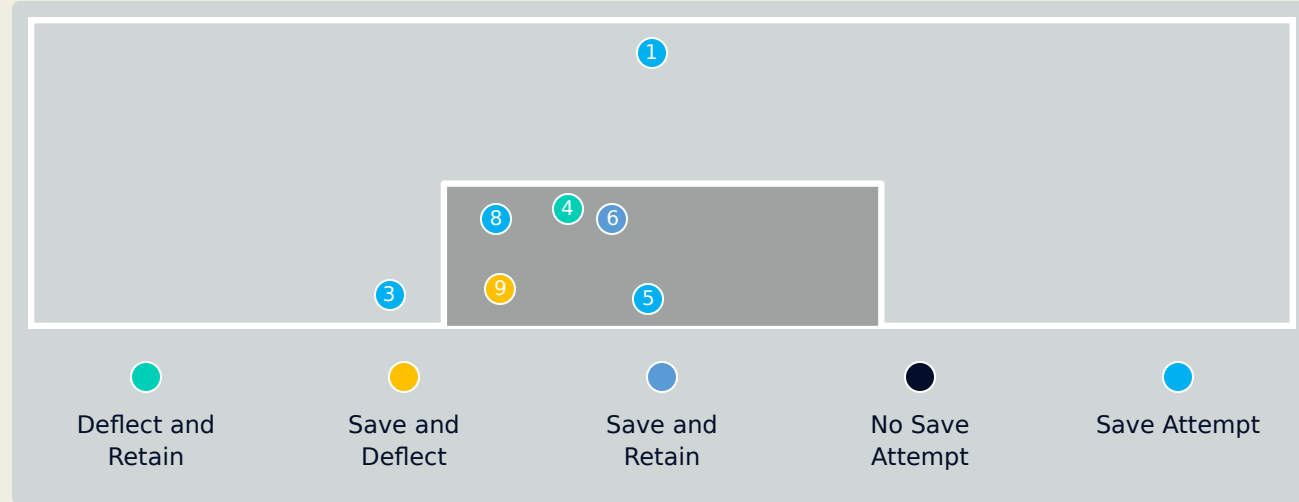 1
4
8
6
9
3
5
Deflect and
Retain
Save and
Deflect
Save and
Retain
No Save
Attempt
Save Attempt